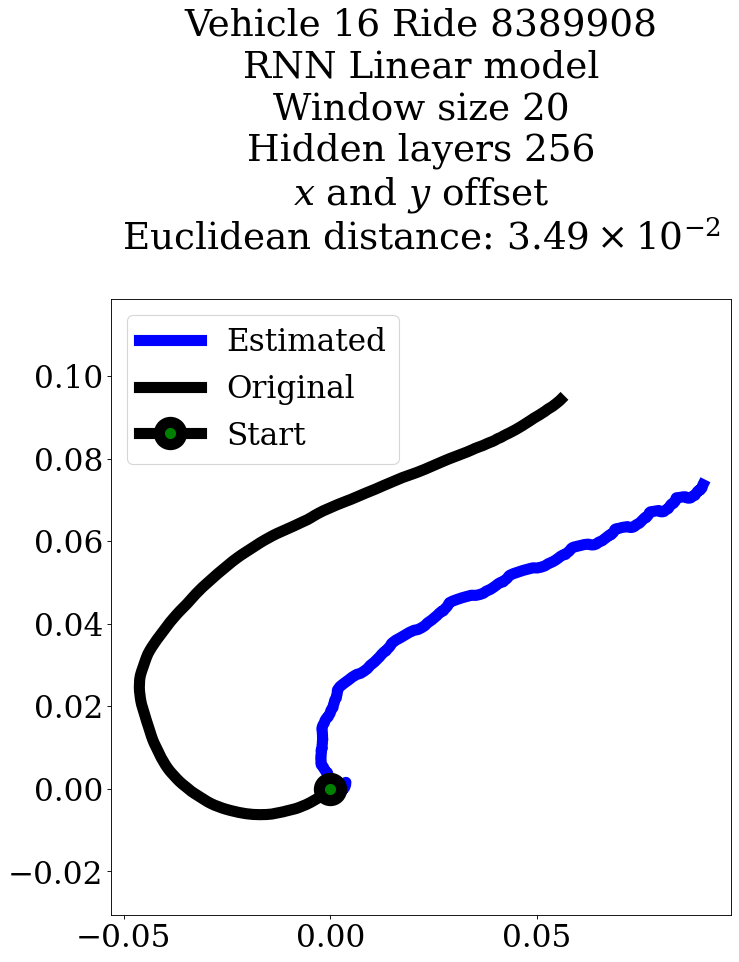 Vehicle 16 Ride 8389908
RNN Linear model
Window size 20
Hidden layers 256
x and y offset
Euclidean distance: 3.49 × 10⁻²
Estimated
Original
Start
0.10
0.08
0.06
0.04
0.02
0.00
−0.02
−0.05 0.00 0.05